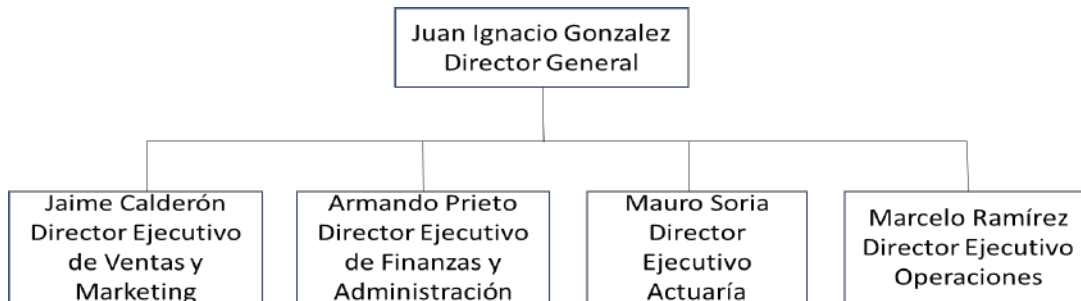 Juan Ignacio Gonzalez
Director General
Jaime Calderón
Director Ejecutivo
de Ventas y
Marketing
Armando Prieto
Director Ejecutivo
de Finanzas y
Administración
Mauro Soria
Director
Ejecutivo
Actuaría
Marcelo Ramírez
Director Ejecutivo
Operaciones